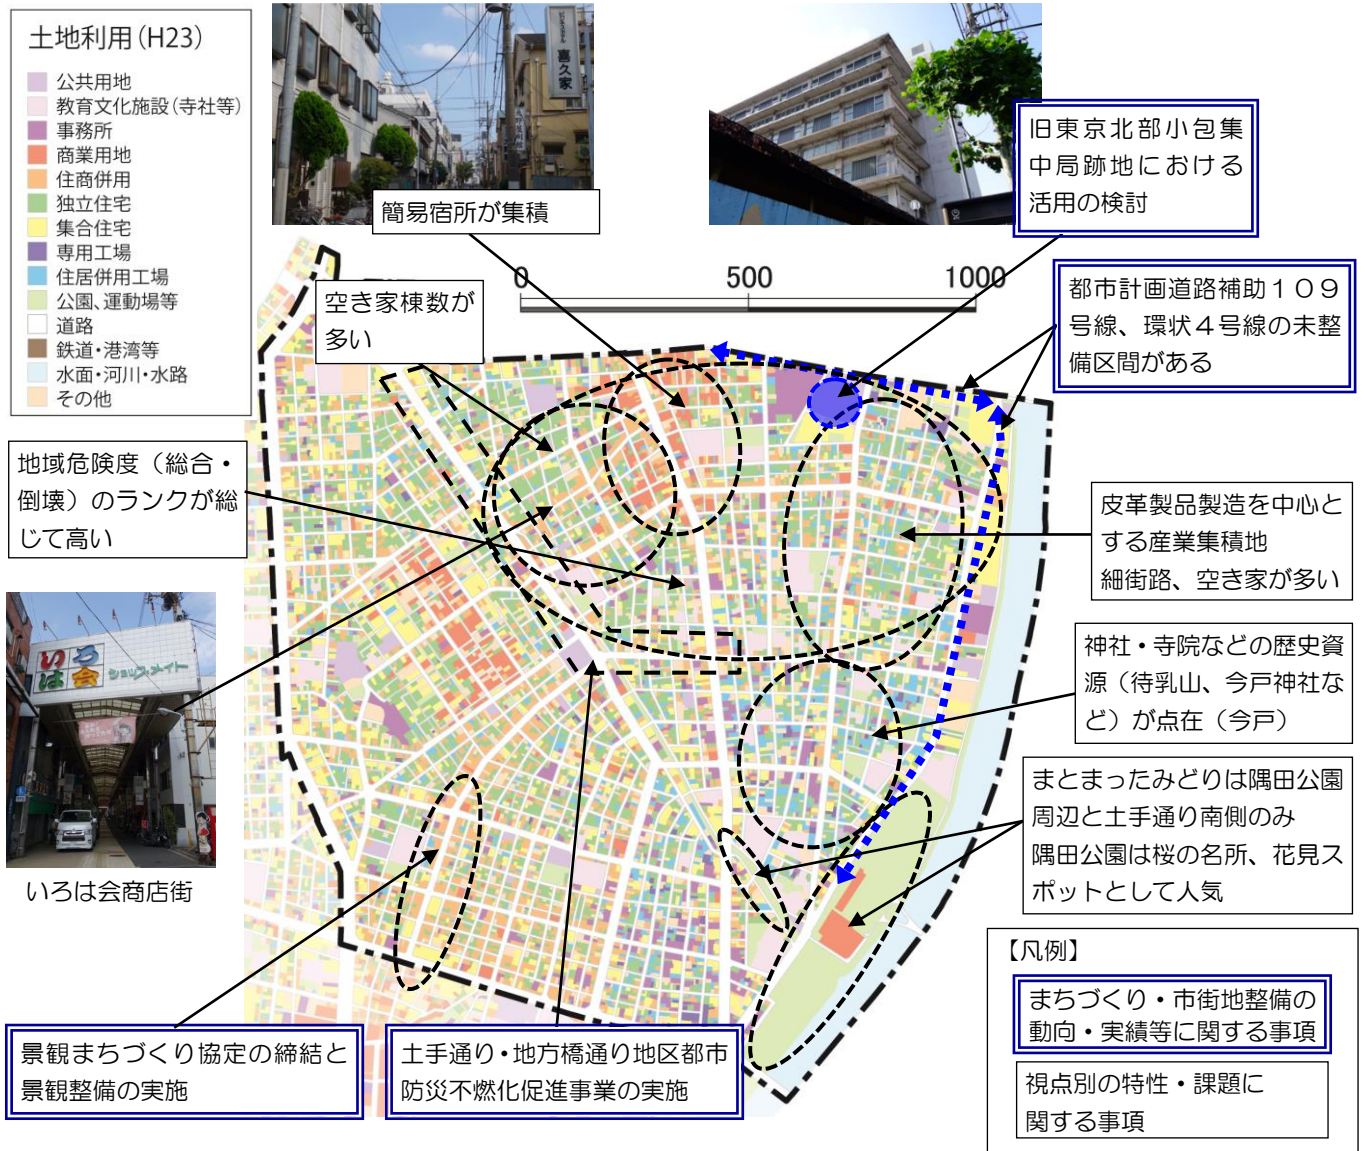 土地利用(H23)
公共用地
教育文化施設(寺社等)
事務所
商業用地
住商併用
独立住宅
集合住宅
専用工場
住居併用工場
公園、運動場等
道路
鉄道・港湾等
水面・河川・水路
その他
喜久家
簡易宿所が集積
旧東京北部小包集
中局跡地における
活用の検討
0 500 1000
空き家棟数が
多い
都市計画道路補助109
号線、環状4号線の未整
備区間がある
地域危険度(総合・
倒壊)のランクが総
じて高い
皮革製品製造を中心と
する産業集積地
細街路、空き家が多い
いろは会
ショップ・メイト
いろは会商店街
神社・寺院などの歴史資
源(待乳山、今戸神社な
ど)が点在(今戸)
まとまったみどりは隅田公園
周辺と土手通り南側のみ
隅田公園は桜の名所、花見ス
ポットとして人気
景観まちづくり協定の締結と
景観整備の実施
土手通り・地方橋通り地区都市
防災不燃化促進事業の実施
【凡例】
まちづくり・市街地整備の
動向・実績等に関する事項
視点別の特性・課題に
関する事項